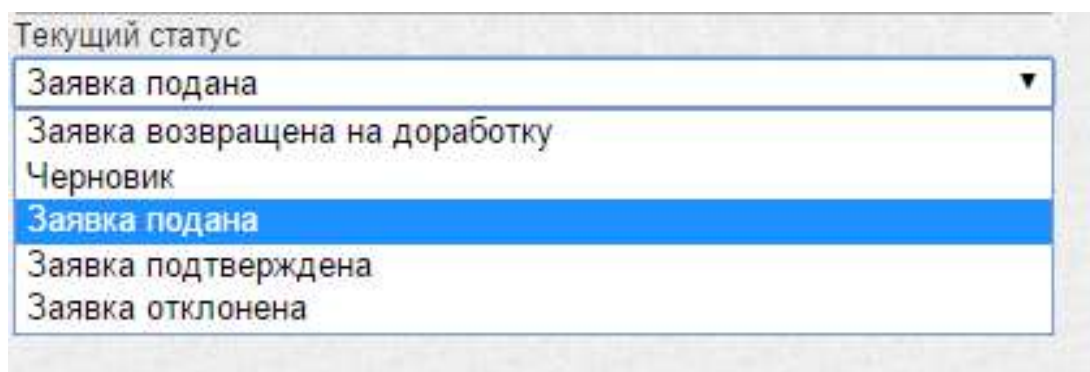 Текущий статус
Заявка подана
Заявка возвращена на доработку
Черновик
Заявка подана
Заявка подтверждена
Заявка отклонена